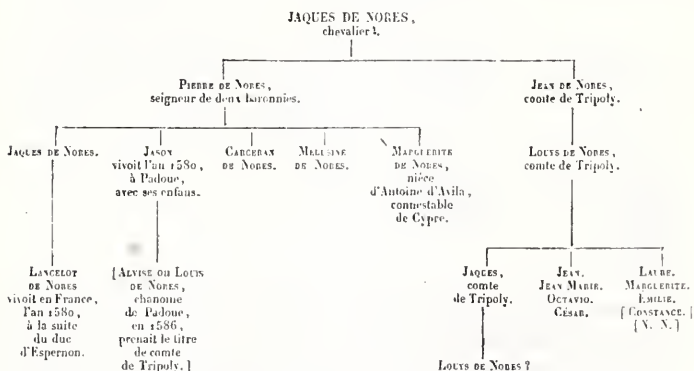 JAQUES DE NORES,
chevalier 1.
PIERRE DE NORES,
seigneur de deux baronnies.
JEAN DE NORES,
comte de Tripoly.
JAQUES DE NORES.
JASON
vivoit l'an 1580,
à Padoue,
avec ses enfans.
CARCERAN
DE NORES.
MELUSINE
DE NORES.
MARGUERITE
DE NORES,
niéce
d'Antoine d'Avila,
connestable
de Cypre.
LOUYS DE NORES,
comte de Tripoly.
LANCELOT
DE NORES
vivoit en France,
l'an 1580,
à la suite
du duc
d'Espernon.
[ALVISE OU LOUIS
DE NORES,
chanoine
de Padoue,
en 1586,
prenait le titre
de comte
de Tripoly.]
JAQUES,
comte
de Tripoly.
JEAN.
JEAN MARIE.
OCTAVIO.
CÉSAR.
LAURE.
MARGUERITE.
EMILIE.
[CONSTANCE.]
[N. N.]
LOUYS DE NORES?